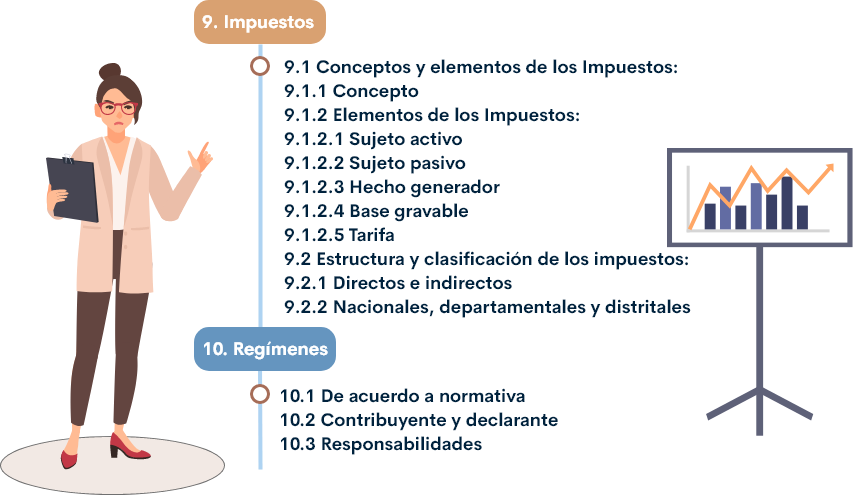 9. Impuestos
9.1 Conceptos y elementos de los Impuestos:
9.1.1 Concepto
9.1.2 Elementos de los Impuestos:
9.1.2.1 Sujeto activo
9.1.2.2 Sujeto pasivo
9.1.2.3 Hecho generador
9.1.2.4 Base gravable
9.1.2.5 Tarifa
9.2 Estructura y clasificación de los impuestos:
9.2.1 Directos e indirectos
9.2.2 Nacionales, departamentales y distritales
10. Regímenes
10.1 De acuerdo a normativa
10.2 Contribuyente y declarante
10.3 Responsabilidades